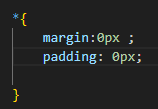 *{
margin:0px ;
padding: 0px;
}